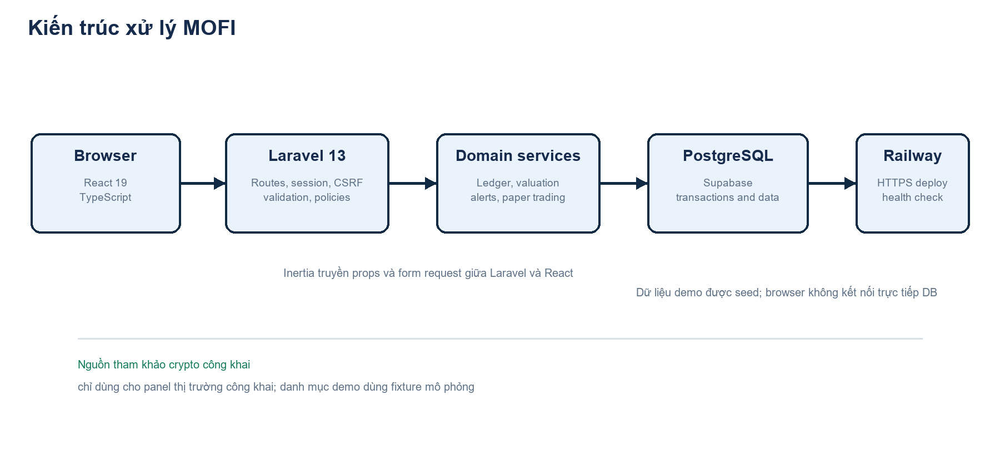 Kiến trúc xử lý MOFI
Browser
React 19
TypeScript
Laravel 13
Routes, session, CSRF
validation, policies
Domain services
Ledger, valuation
alerts, paper trading
PostgreSQL
Supabase
transactions and data
Railway
HTTPS deploy
health check
Inertia truyền props và form request giữa Laravel và React
Dữ liệu demo được seed; browser không kết nối trực tiếp DB
Nguồn tham khảo crypto công khai
chỉ dùng cho panel thị trường công khai; danh mục demo dùng fixture mô phỏng